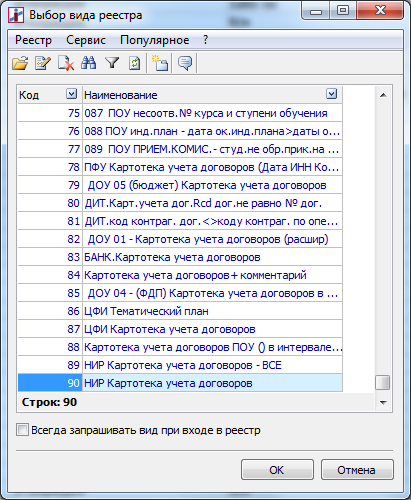 Выбор вида реестра
Реестр Сервис Популярное ?
Код Наименование
75 087 ПОУ несоотв.№ курса и ступени обучения
76 088 ПОУ инд.план - дата ок.инд.плана>даты о...
77 089 ПОУ ПРИЕМ.КОМИС.- студ.не обр.прик.на ...
78 ПФУ Картотека учета договоров (Дата ИНН Ко...
79 ДОУ 05 (бюджет) Картотека учета договоров
80 ДИТ.Карт.учета дог.Rcd дог.не равно № дог.
81 ДИТ.код контраг. дог.<>коду контраг. по опе...
82 ДОУ 01 - Картотека учета договоров (расшир)
83 БАНК.Картотека учета договоров
84 Картотека учета договоров+ комментарий
85 ДОУ 04 - (ФДП) Картотека учета договоров в ...
86 ЦФИ Тематический план
87 ЦФИ Картотека учета договоров
88 Картотека учета договоров ПОУ () в интервале...
89 НИР Картотека учета договоров - ВСЕ
90 НИР Картотека учета договоров
Строк: 90
Всегда запрашивать вид при входе в реестр
OK Отмена